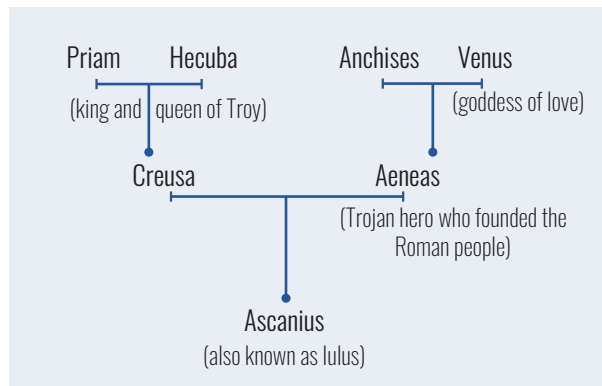 Priam Hecuba Anchises Venus
(king and queen of Troy) (goddess of love)
Creusa Aeneas
(Trojan hero who founded the
Roman people)
Ascanius
(also known as lulus)